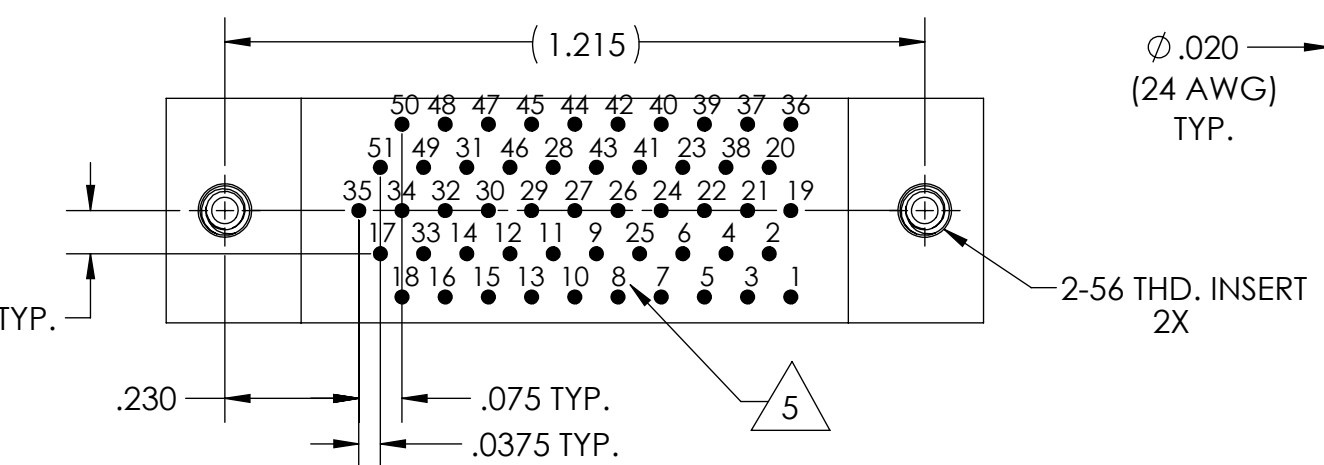 (1.215)
⌀.020
(24 AWG)
TYP.
50 48 47 45 44 42 40 39 37 36
51 49 31 46 28 43 41 23 38 20
35 34 32 30 29 27 26 24 22 21 19
17 33 14 12 11 9 25 6 4 2
18 16 15 13 10 8 7 5 3 1
2-56 THD. INSERT
2X
TYP.
.230
.075 TYP.
5
.0375 TYP.